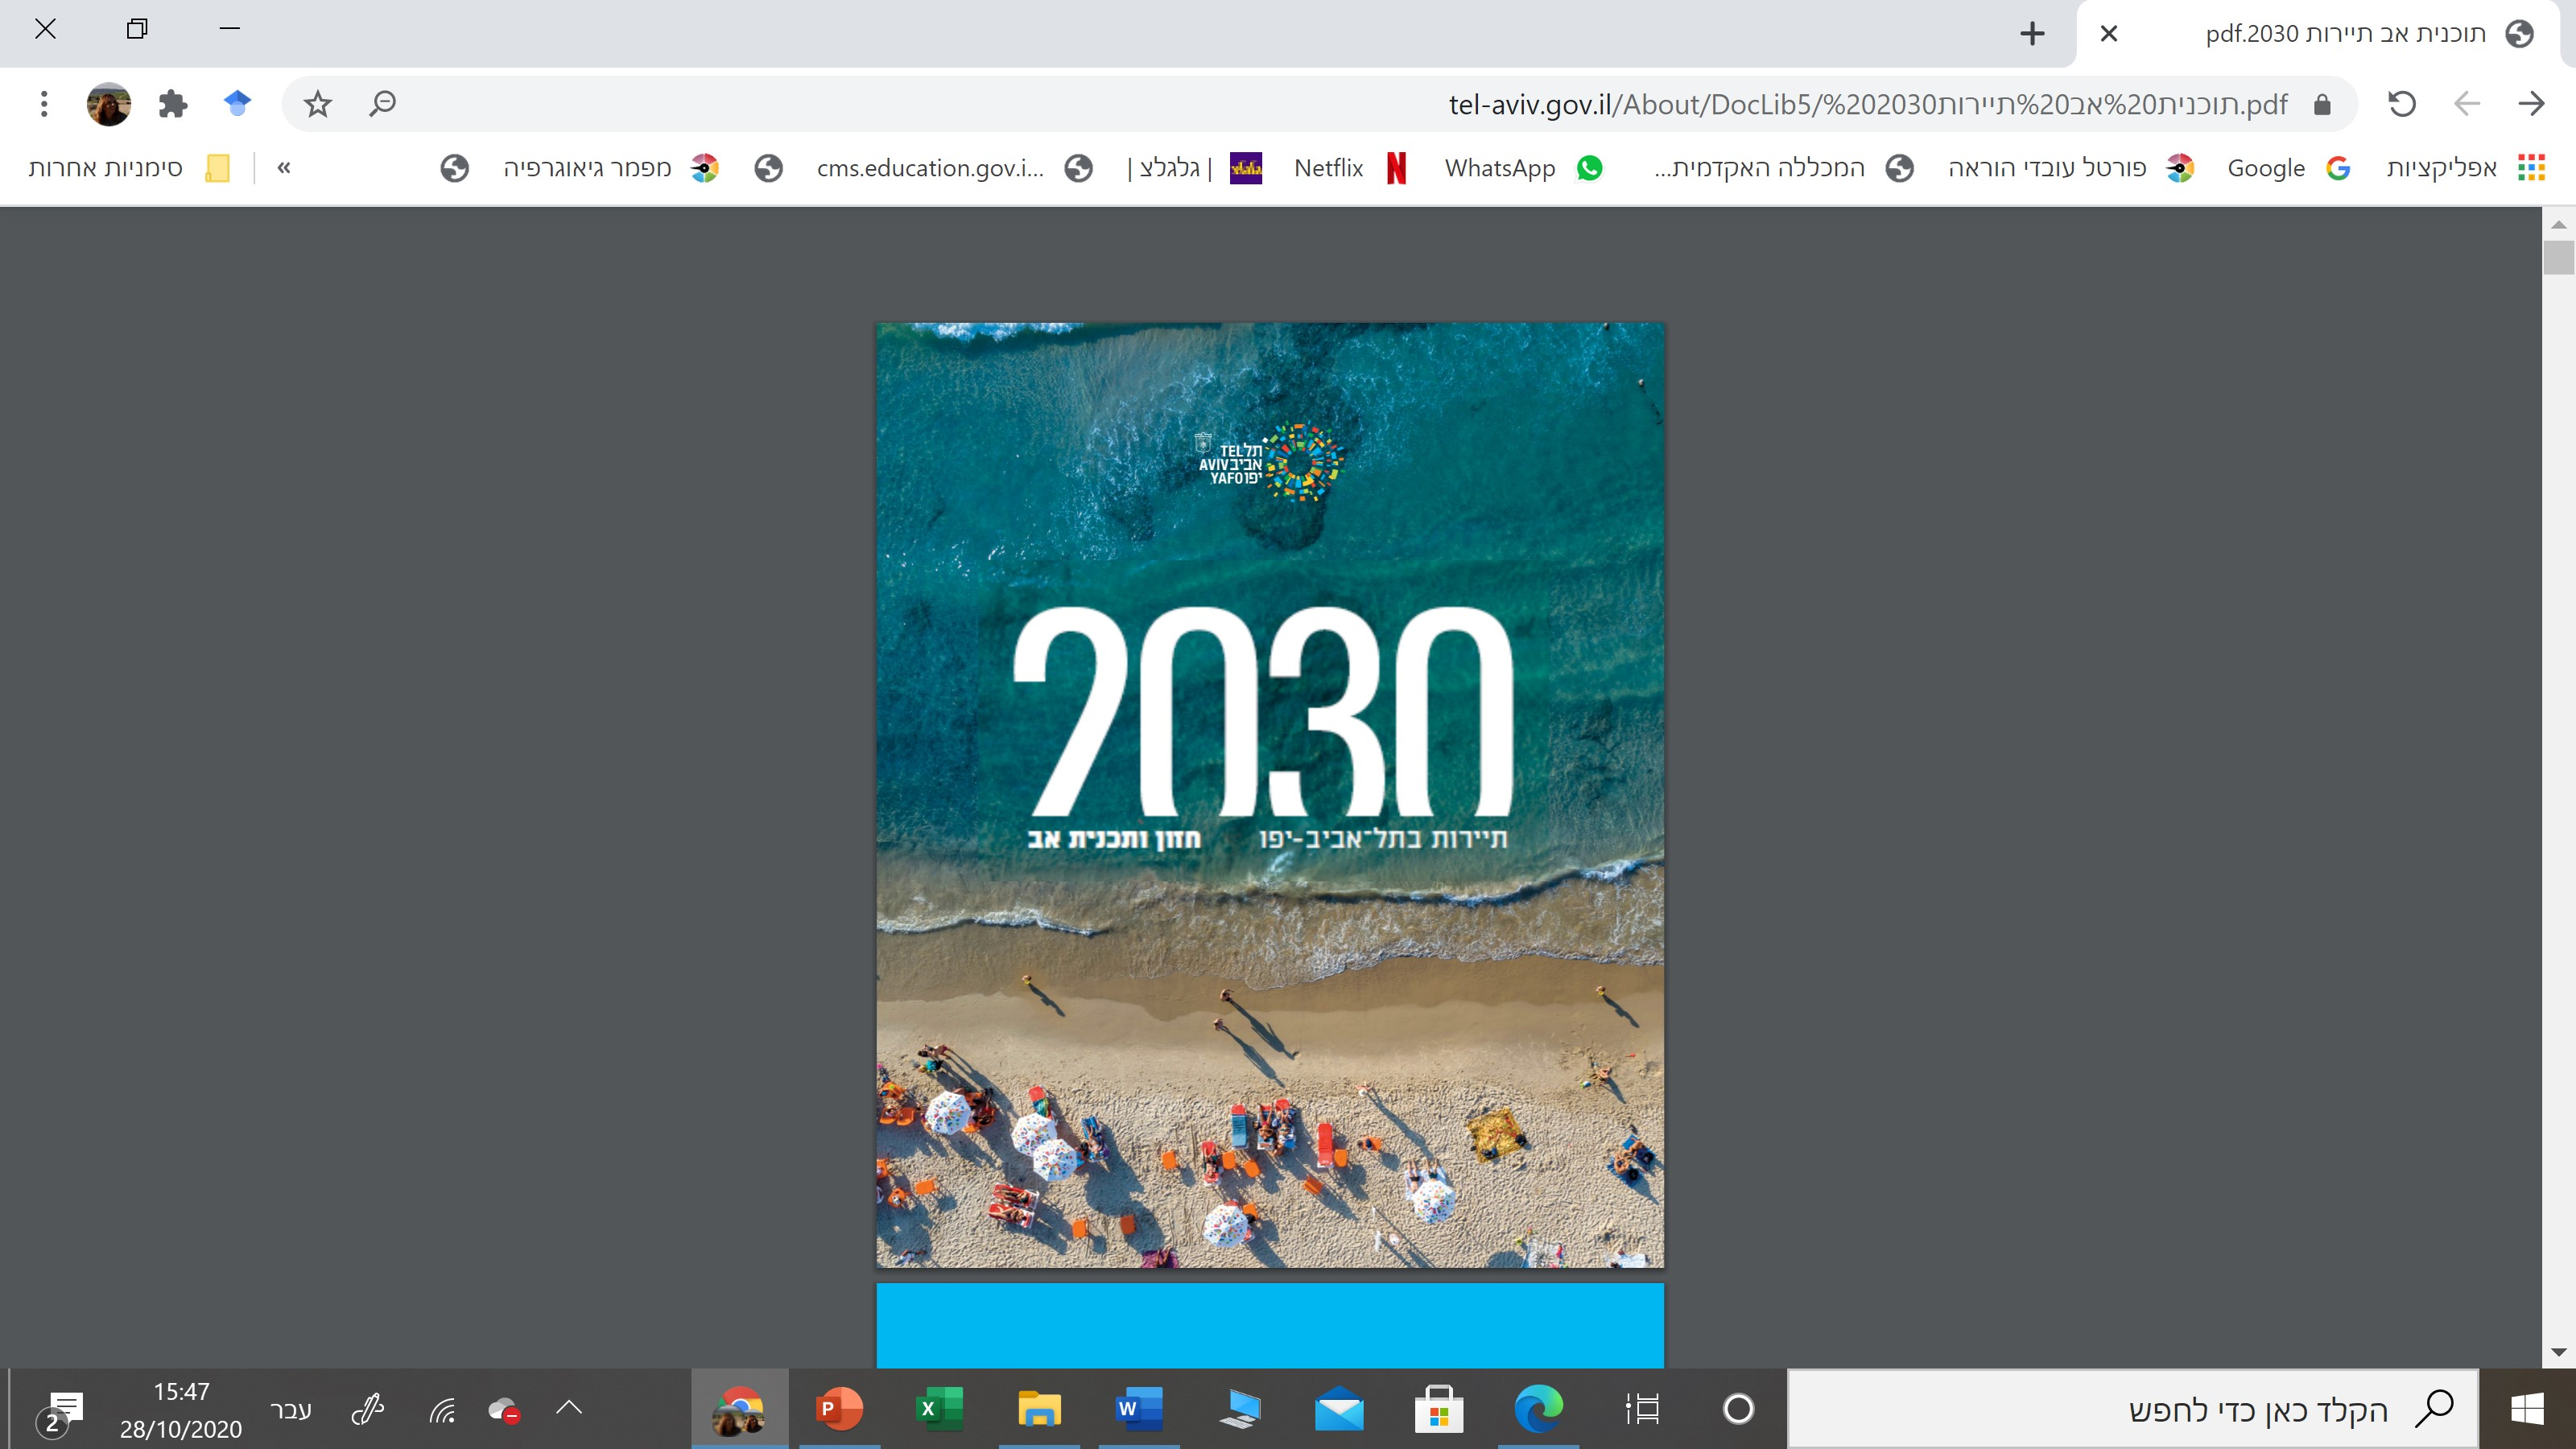 תוכנית אב תיירות 2030.pdf
tel-aviv.gov.il/About/DocLib5/%202030תוכנית%20אב%20תיירות.pdf
אפליקציות
Google
פורטל עובדי הוראה
המכללה האקדמית...
WhatsApp
Netflix
| גלגלצ |
cms.education.gov.i...
מפמר גיאוגרפיה
»
סימניות אחרות
תל TEL
אביב AVIV
יפו YAFO
2030
תיירות בתל־אביב-יפו חזון ותכנית אב
הקלד כאן כדי לחפש
עבר
15:47
28/10/2020
2